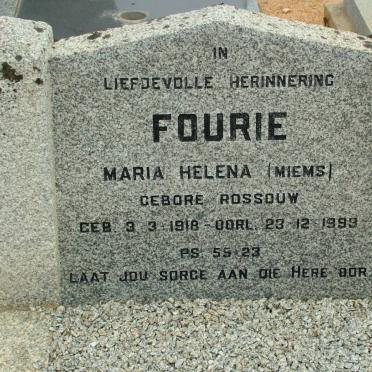 IN
LIEFDEVOLLE HERINNERING
FOURIE
MARIA HELENA (MIEMS)
GEBORE ROSSOUW
GEB. 3-3-1918 - OORL. 23-12-1993
PS. 55-23
LAAT JOU SORGE AAN DIE HERE OOR.